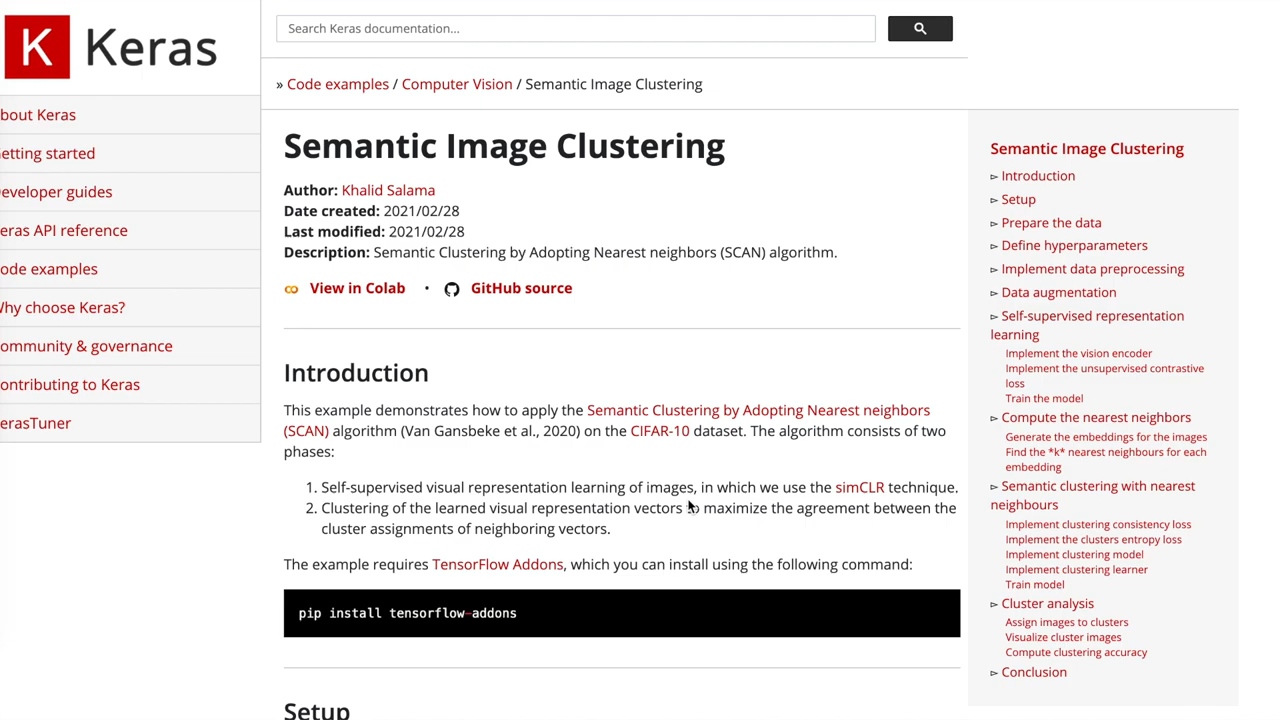 K Keras
Search Keras documentation...
» Code examples / Computer Vision / Semantic Image Clustering
bout Keras
etting started
eveloper guides
eras API reference
ode examples
Why choose Keras?
ommunity & governance
ontributing to Keras
erasTuner
Semantic Image Clustering
Author: Khalid Salama
Date created: 2021/02/28
Last modified: 2021/02/28
Description: Semantic Clustering by Adopting Nearest neighbors (SCAN) algorithm.
View in Colab • GitHub source
Introduction
This example demonstrates how to apply the Semantic Clustering by Adopting Nearest neighbors
(SCAN) algorithm (Van Gansbeke et al., 2020) on the CIFAR-10 dataset. The algorithm consists of two
phases:
1. Self-supervised visual representation learning of images, in which we use the simCLR technique.
2. Clustering of the learned visual representation vectors to maximize the agreement between the
cluster assignments of neighboring vectors.
The example requires TensorFlow Addons, which you can install using the following command:
pip install tensorflow-addons
Setup
Semantic Image Clustering
► Introduction
► Setup
► Prepare the data
► Define hyperparameters
► Implement data preprocessing
► Data augmentation
► Self-supervised representation
learning
Implement the vision encoder
Implement the unsupervised contrastive
loss
Train the model
► Compute the nearest neighbors
Generate the embeddings for the images
Find the *k* nearest neighbours for each
embedding
► Semantic clustering with nearest
neighbours
Implement clustering consistency loss
Implement the clusters entropy loss
Implement clustering model
Implement clustering learner
Train model
► Cluster analysis
Assign images to clusters
Visualize cluster images
Compute clustering accuracy
► Conclusion